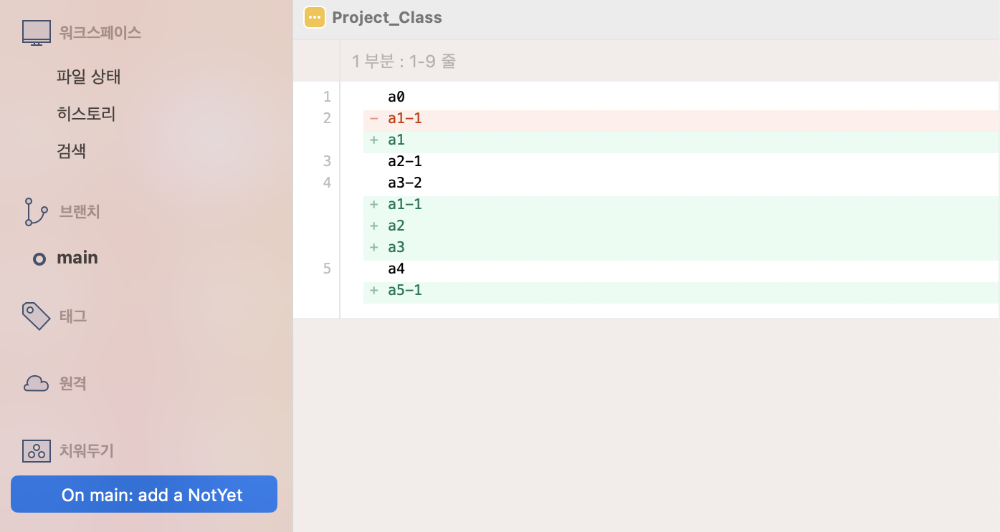 워크스페이스
파일 상태
히스토리
검색
브랜치
main
태그
원격
치워두기
On main: add a NotYet
Project_Class
1 부분 : 1-9 줄
1 a0
2 - a1-1
+ a1
3 a2-1
4 a3-2
+ a1-1
+ a2
+ a3
5 a4
+ a5-1